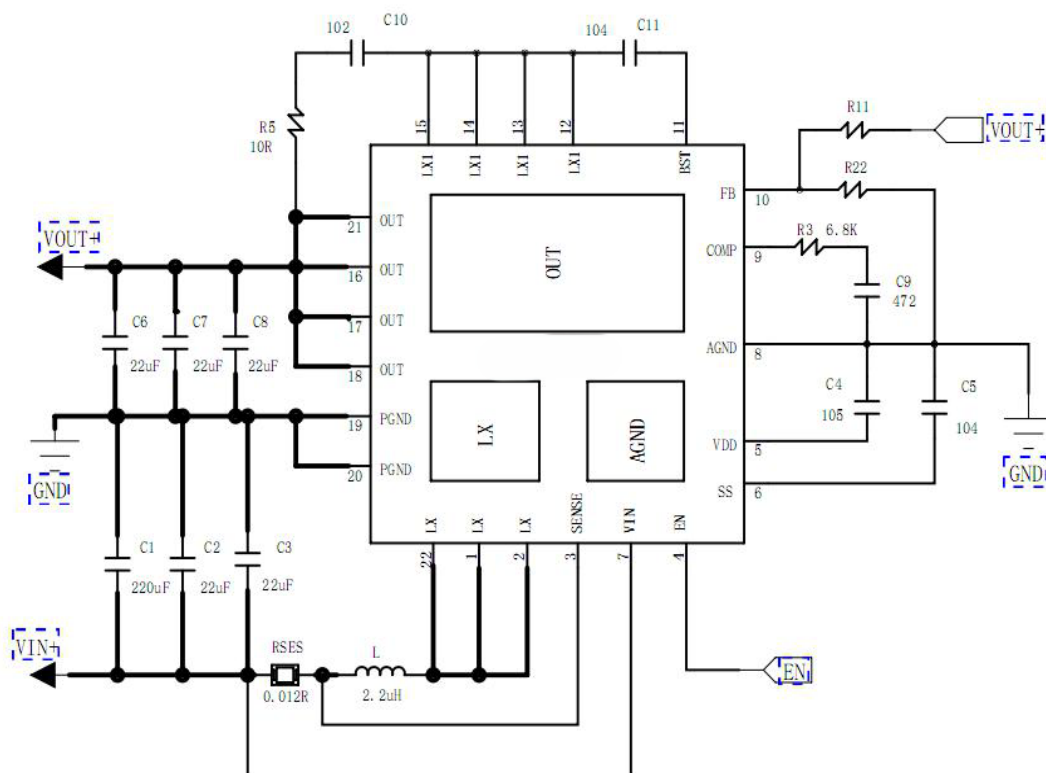 102
C10
104
C11
R5
10R
15
14
13
12
11
LX1
LX1
LX1
LX1
BST
R11
VOUT+
R22
FB
10
R3 6.8K
COMP
9
C9
472
AGND
8
C4
105
C5
104
VDD
5
SS
6
GND
VOUT+
21
OUT
16
OUT
17
OUT
18
OUT
19
PGND
20
PGND
C6
22uF
C7
22uF
C8
22uF
GND
OUT
LX
AGND
LX
LX
LX
SENSE
VIN
EN
22
1
2
3
7
4
C1
220uF
C2
22uF
C3
22uF
VIN+
RSES
0.012R
L
2.2uH
EN